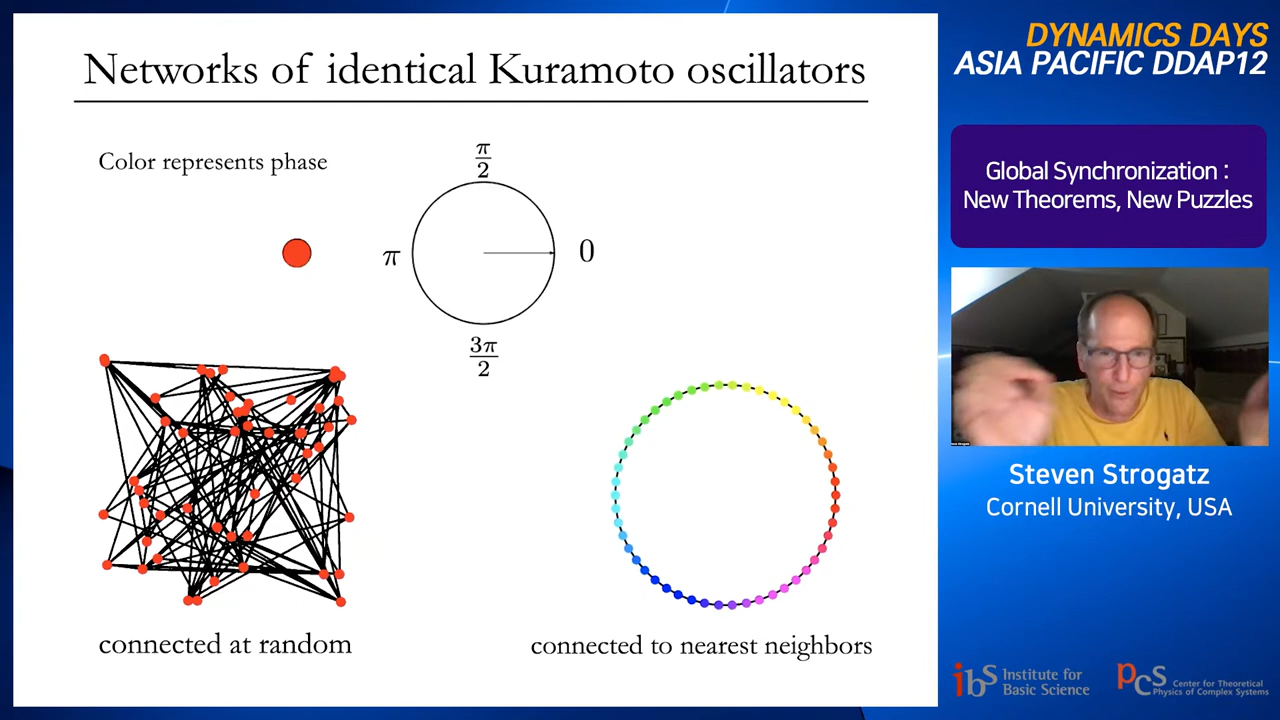 Networks of identical Kuramoto oscillators
Color represents phase
π
2
π
0
3π
2
connected at random
connected to nearest neighbors
DYNAMICS DAYS
ASIA PACIFIC DDAP12
Global Synchronization :
New Theorems, New Puzzles
Steven Strogatz
Cornell University, USA
ibs Institute for
Basic Science
PCS Center for Theoretical
Physics of Complex Systems